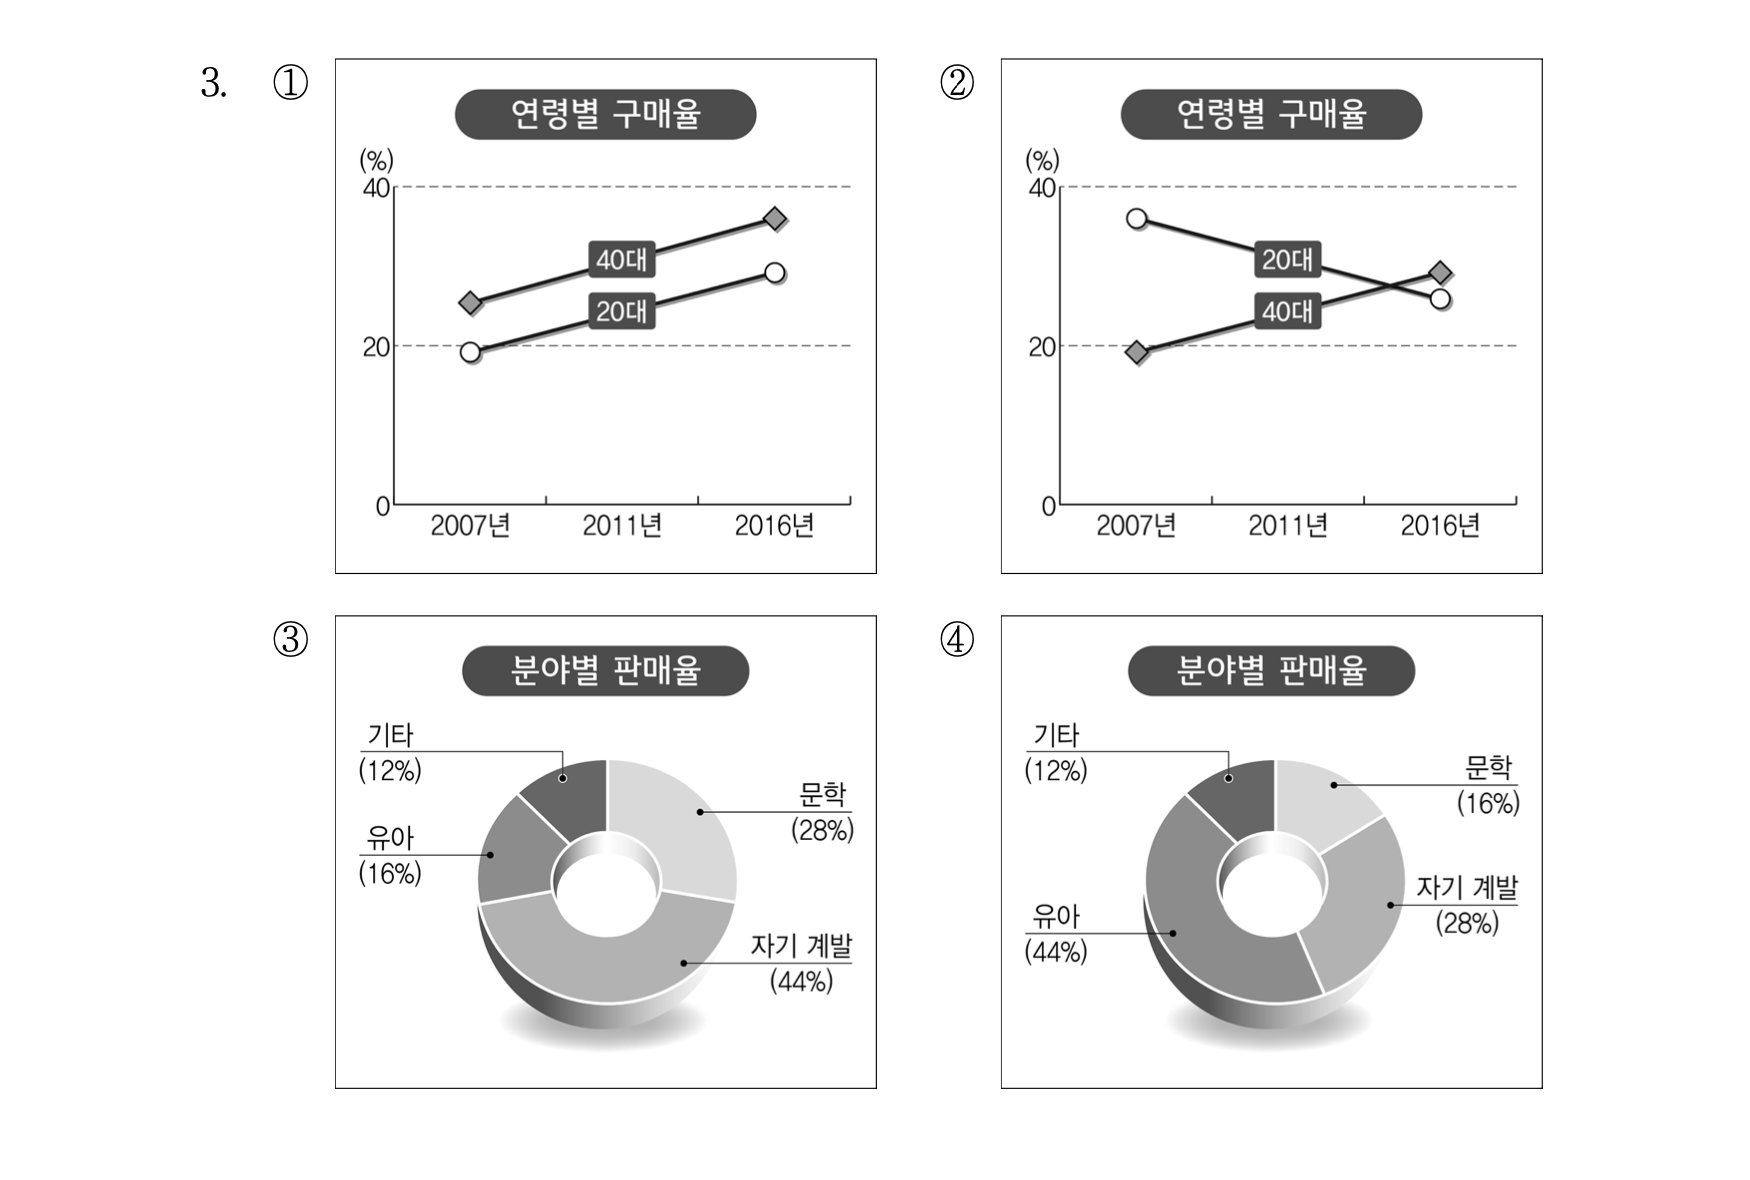 3.
①
연령별 구매율
(%)
40
40대
20대
20
0
2007년 2011년 2016년
②
연령별 구매율
(%)
40
20대
40대
20
0
2007년 2011년 2016년
③
분야별 판매율
기타
(12%)
문학
(28%)
유아
(16%)
자기 계발
(44%)
④
분야별 판매율
기타
(12%)
문학
(16%)
자기 계발
(28%)
유아
(44%)